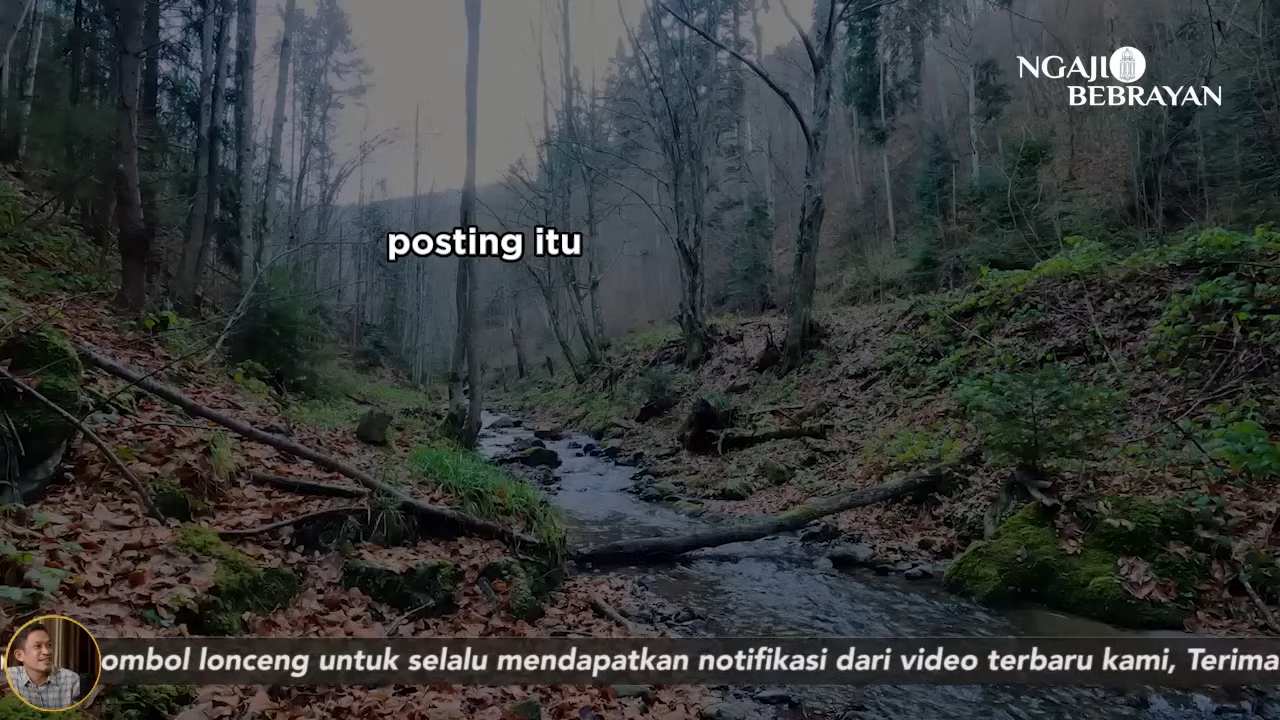 NGAJI
BEBRAYAN
posting itu
ombol lonceng untuk selalu mendapatkan notifikasi dari video terbaru kami, Terima